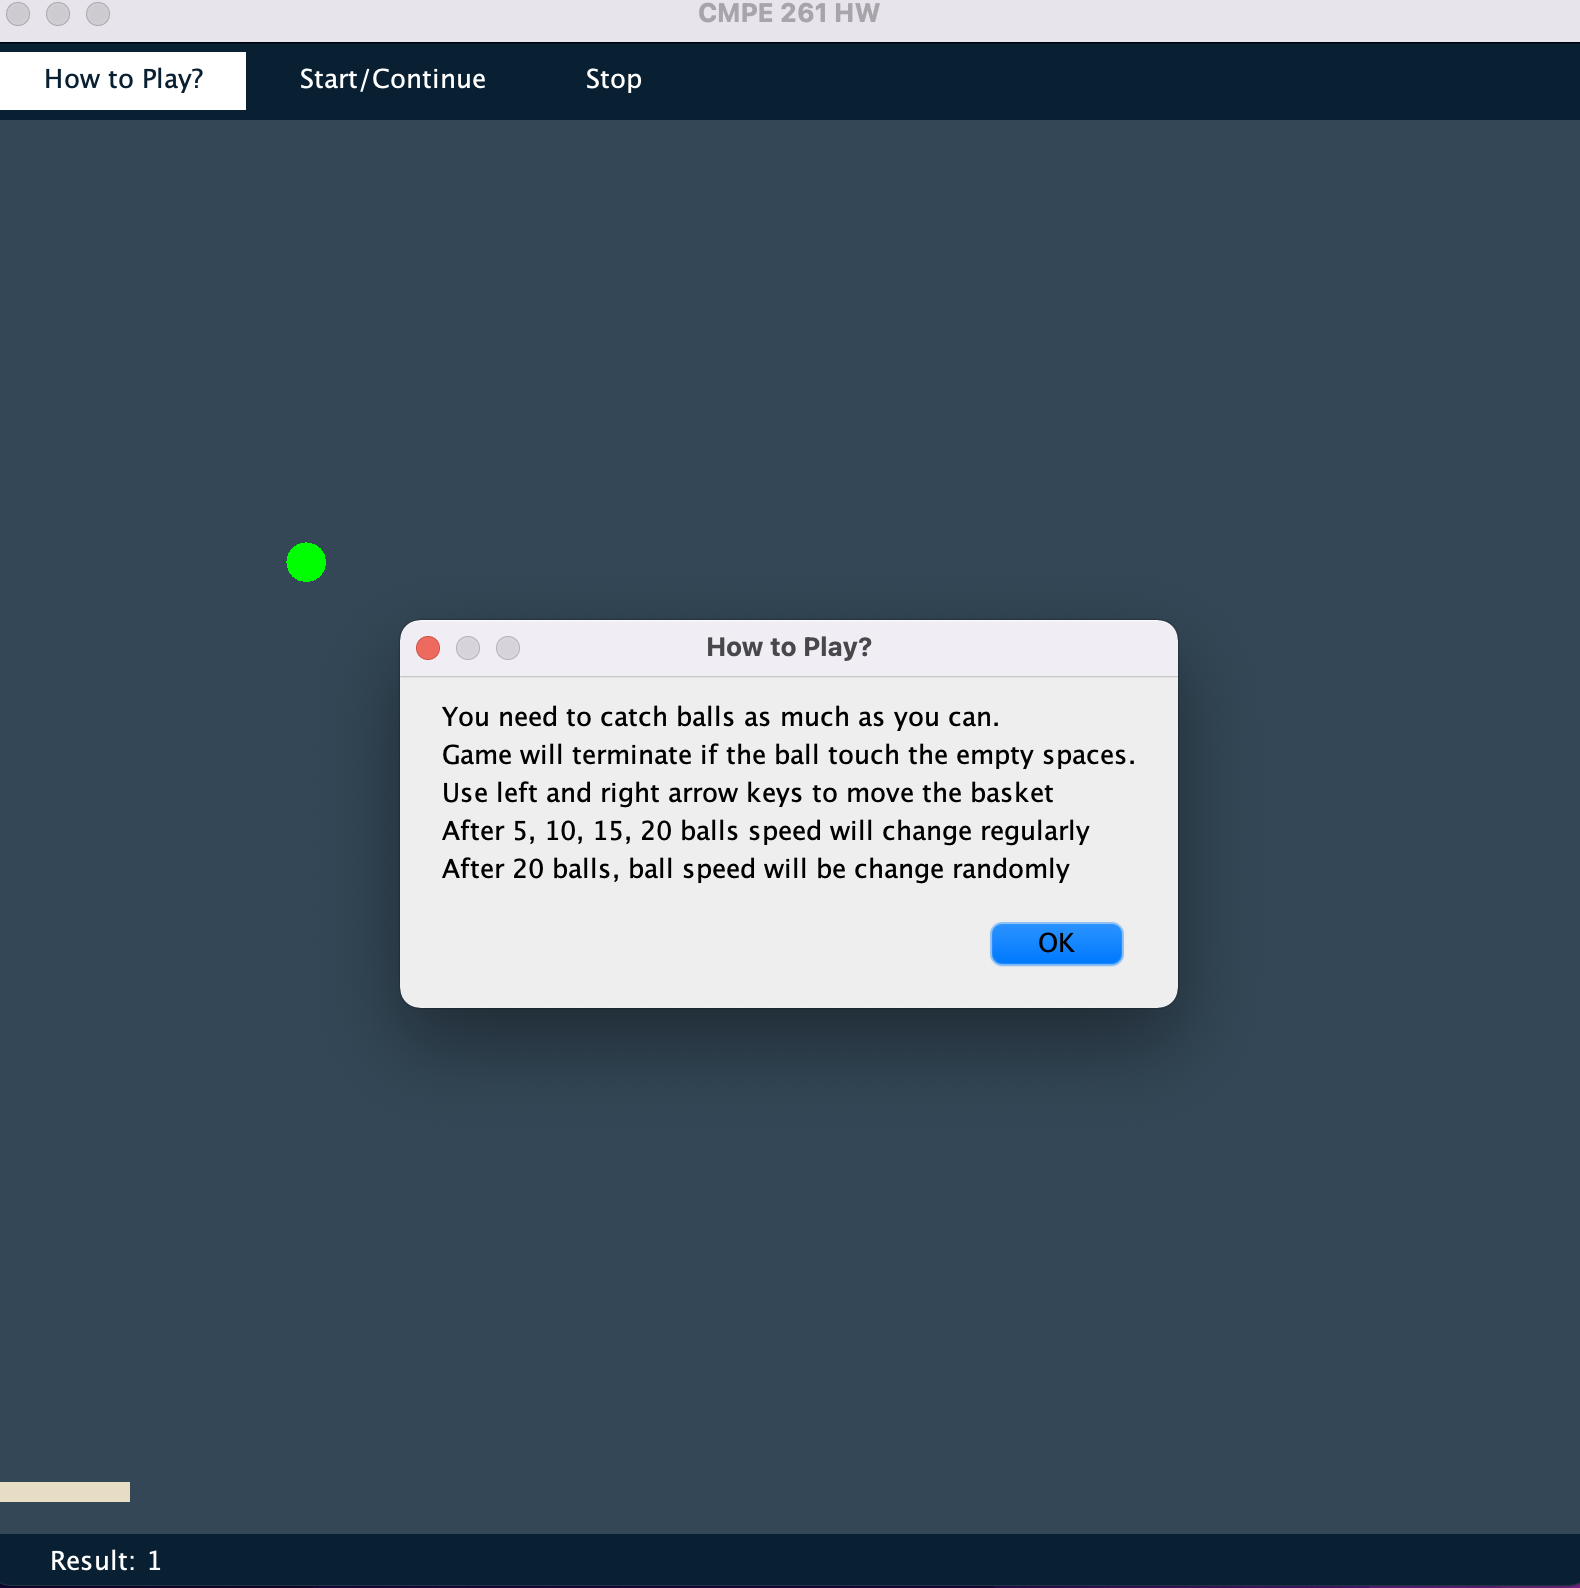 CMPE 261 HW
How to Play? Start/Continue Stop
How to Play?
You need to catch balls as much as you can.
Game will terminate if the ball touch the empty spaces.
Use left and right arrow keys to move the basket
After 5, 10, 15, 20 balls speed will change regularly
After 20 balls, ball speed will be change randomly
OK
Result: 1